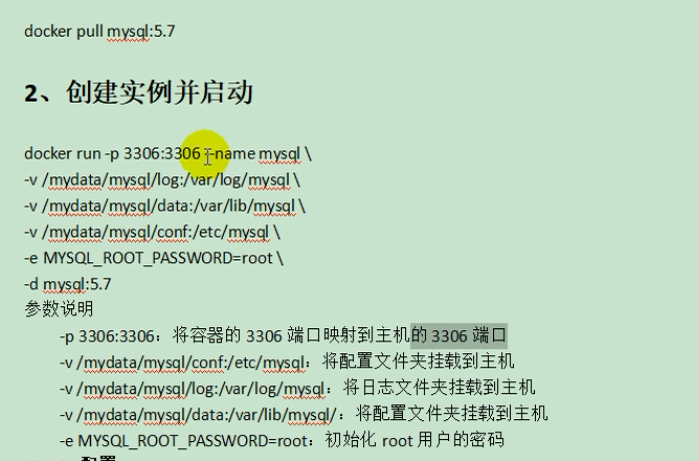 docker pull mysql:5.7
2、创建实例并启动
docker run -p 3306:3306 --name mysql \
-v /mydata/mysql/log:/var/log/mysql \
-v /mydata/mysql/data:/var/lib/mysql \
-v /mydata/mysql/conf:/etc/mysql \
-e MYSQL_ROOT_PASSWORD=root \
-d mysql:5.7
参数说明
-p 3306:3306：将容器的 3306 端口映射到主机的 3306 端口
-v /mydata/mysql/conf:/etc/mysql：将配置文件夹挂载到主机
-v /mydata/mysql/log:/var/log/mysql：将日志文件夹挂载到主机
-v /mydata/mysql/data:/var/lib/mysql/：将配置文件夹挂载到主机
-e MYSQL_ROOT_PASSWORD=root：初始化 root 用户的密码